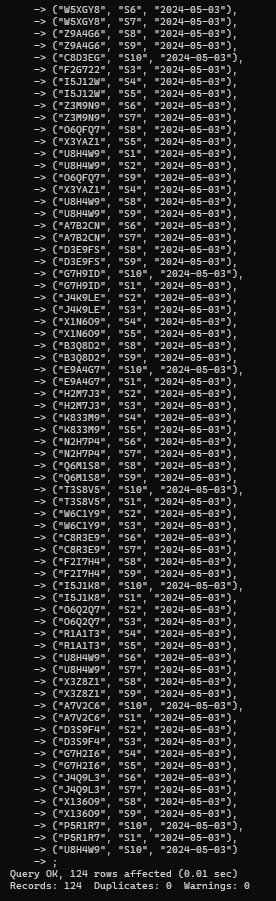 -> ("W5XGY8", "S6", "2024-05-03"),
-> ("W5XGY8", "S7", "2024-05-03"),
-> ("Z9A4G6", "S8", "2024-05-03"),
-> ("Z9A4G6", "S9", "2024-05-03"),
-> ("C8D3EG", "S10", "2024-05-03"),
-> ("F2G722", "S3", "2024-05-03"),
-> ("I5J12W", "S4", "2024-05-03"),
-> ("I5J12W", "S5", "2024-05-03"),
-> ("Z3M9N9", "S6", "2024-05-03"),
-> ("Z3M9N9", "S7", "2024-05-03"),
-> ("O6QFQ7", "S8", "2024-05-03"),
-> ("X3YAZ1", "S5", "2024-05-03"),
-> ("U8H4W9", "S1", "2024-05-03"),
-> ("U8H4W9", "S2", "2024-05-03"),
-> ("O6QFQ7", "S9", "2024-05-03"),
-> ("X3YAZ1", "S4", "2024-05-03"),
-> ("U8H4W9", "S8", "2024-05-03"),
-> ("U8H4W9", "S9", "2024-05-03"),
-> ("A7B2CN", "S6", "2024-05-03"),
-> ("A7B2CN", "S7", "2024-05-03"),
-> ("D3E9FS", "S8", "2024-05-03"),
-> ("D3E9FS", "S9", "2024-05-03"),
-> ("G7H9ID", "S10", "2024-05-03"),
-> ("G7H9ID", "S1", "2024-05-03"),
-> ("J4K9LE", "S2", "2024-05-03"),
-> ("J4K9LE", "S3", "2024-05-03"),
-> ("X1N6O9", "S4", "2024-05-03"),
-> ("X1N6O9", "S5", "2024-05-03"),
-> ("B3Q8D2", "S8", "2024-05-03"),
-> ("B3Q8D2", "S9", "2024-05-03"),
-> ("E9A4G7", "S10", "2024-05-03"),
-> ("E9A4G7", "S1", "2024-05-03"),
-> ("H2M7J3", "S2", "2024-05-03"),
-> ("H2M7J3", "S3", "2024-05-03"),
-> ("K833M9", "S4", "2024-05-03"),
-> ("K833M9", "S5", "2024-05-03"),
-> ("N2H7P4", "S6", "2024-05-03"),
-> ("N2H7P4", "S7", "2024-05-03"),
-> ("Q6M1S8", "S8", "2024-05-03"),
-> ("Q6M1S8", "S9", "2024-05-03"),
-> ("T3S8V5", "S10", "2024-05-03"),
-> ("T3S8V5", "S1", "2024-05-03"),
-> ("W6C1Y9", "S2", "2024-05-03"),
-> ("W6C1Y9", "S3", "2024-05-03"),
-> ("C8R3E9", "S6", "2024-05-03"),
-> ("C8R3E9", "S7", "2024-05-03"),
-> ("F2I7H4", "S8", "2024-05-03"),
-> ("F2I7H4", "S9", "2024-05-03"),
-> ("I5J1K8", "S10", "2024-05-03"),
-> ("I5J1K8", "S1", "2024-05-03"),
-> ("O6Q2Q7", "S2", "2024-05-03"),
-> ("O6Q2Q7", "S3", "2024-05-03"),
-> ("R1A1T3", "S4", "2024-05-03"),
-> ("R1A1T3", "S5", "2024-05-03"),
-> ("U8H4W9", "S6", "2024-05-03"),
-> ("U8H4W9", "S7", "2024-05-03"),
-> ("X3Z8Z1", "S8", "2024-05-03"),
-> ("X3Z8Z1", "S9", "2024-05-03"),
-> ("A7V2C6", "S10", "2024-05-03"),
-> ("A7V2C6", "S1", "2024-05-03"),
-> ("D3S9F4", "S2", "2024-05-03"),
-> ("D3S9F4", "S3", "2024-05-03"),
-> ("G7H2I6", "S4", "2024-05-03"),
-> ("G7H2I6", "S5", "2024-05-03"),
-> ("J4Q9L3", "S6", "2024-05-03"),
-> ("J4Q9L3", "S7", "2024-05-03"),
-> ("X136O9", "S8", "2024-05-03"),
-> ("X136O9", "S9", "2024-05-03"),
-> ("P5R1R7", "S10", "2024-05-03"),
-> ("P5R1R7", "S1", "2024-05-03"),
-> ("U8H4W9", "S10", "2024-05-03")
-> ;
Query OK, 124 rows affected (0.01 sec)
Records: 124  Duplicates: 0  Warnings: 0